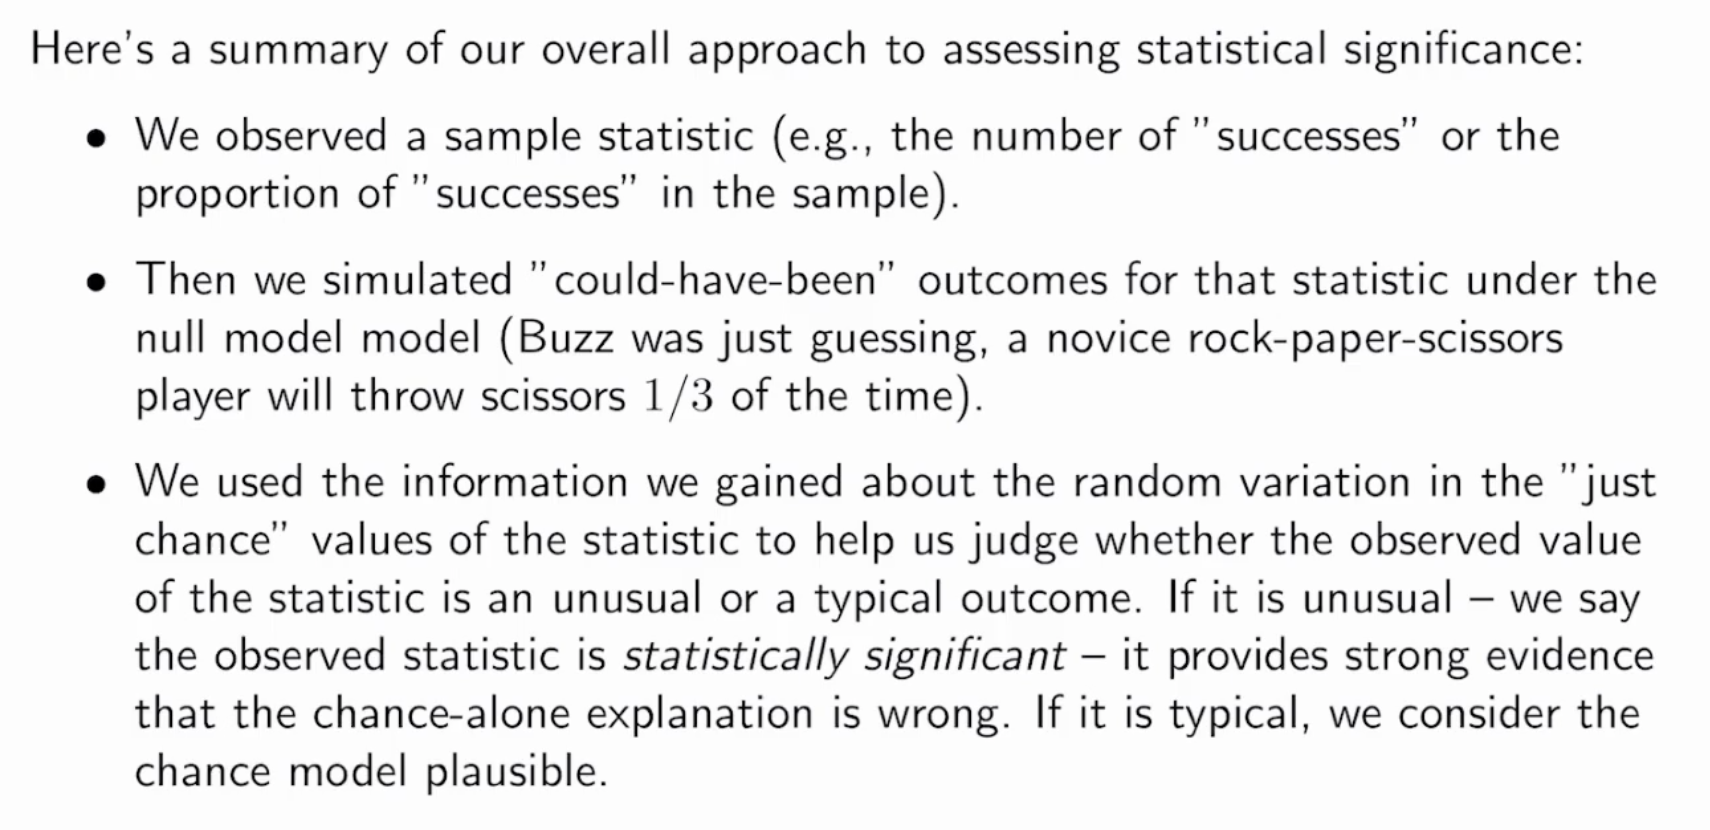 Here's a summary of our overall approach to assessing statistical significance:
• We observed a sample statistic (e.g., the number of "successes" or the
proportion of "successes" in the sample).
• Then we simulated "could-have-been" outcomes for that statistic under the
null model model (Buzz was just guessing, a novice rock-paper-scissors
player will throw scissors 1/3 of the time).
• We used the information we gained about the random variation in the "just
chance" values of the statistic to help us judge whether the observed value
of the statistic is an unusual or a typical outcome. If it is unusual – we say
the observed statistic is statistically significant – it provides strong evidence
that the chance-alone explanation is wrong. If it is typical, we consider the
chance model plausible.